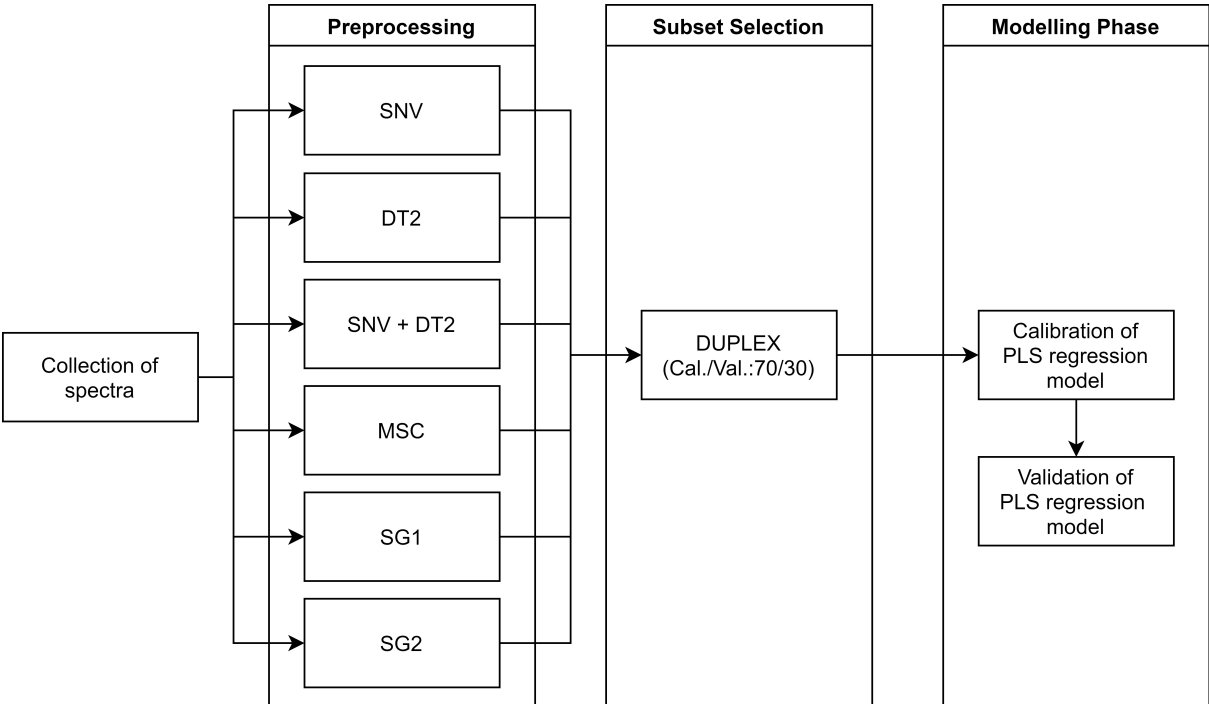 Preprocessing
Subset Selection
Modelling Phase
SNV
DT2
SNV + DT2
MSC
SG1
SG2
Collection of
spectra
DUPLEX
(Cal./Val.:70/30)
Calibration of
PLS regression
model
Validation of
PLS regression
model